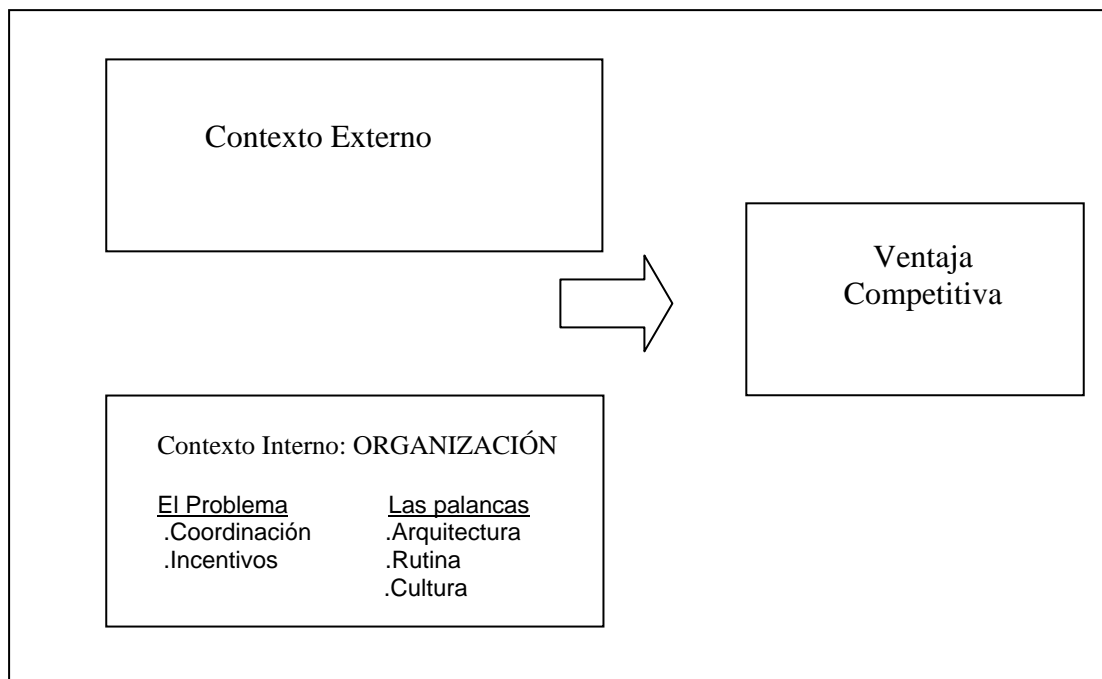 Contexto Externo
Ventaja
Competitiva
Contexto Interno: ORGANIZACIÓN
El Problema Las palancas
.Coordinación .Arquitectura
.Incentivos .Rutina
.Cultura